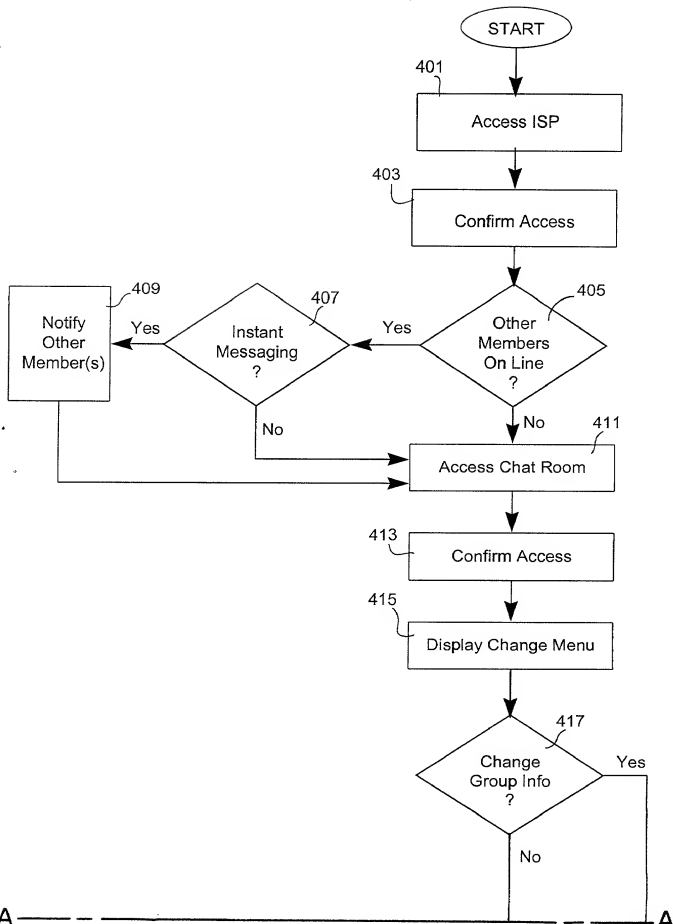 START
401
Access ISP
403
Confirm Access
405
Other
Members
On Line
?
Yes
407
Instant
Messaging
?
Yes
409
Notify
Other
Member(s)
No
No
411
Access Chat Room
413
Confirm Access
415
Display Change Menu
417
Change
Group Info
?
Yes
No
A
A